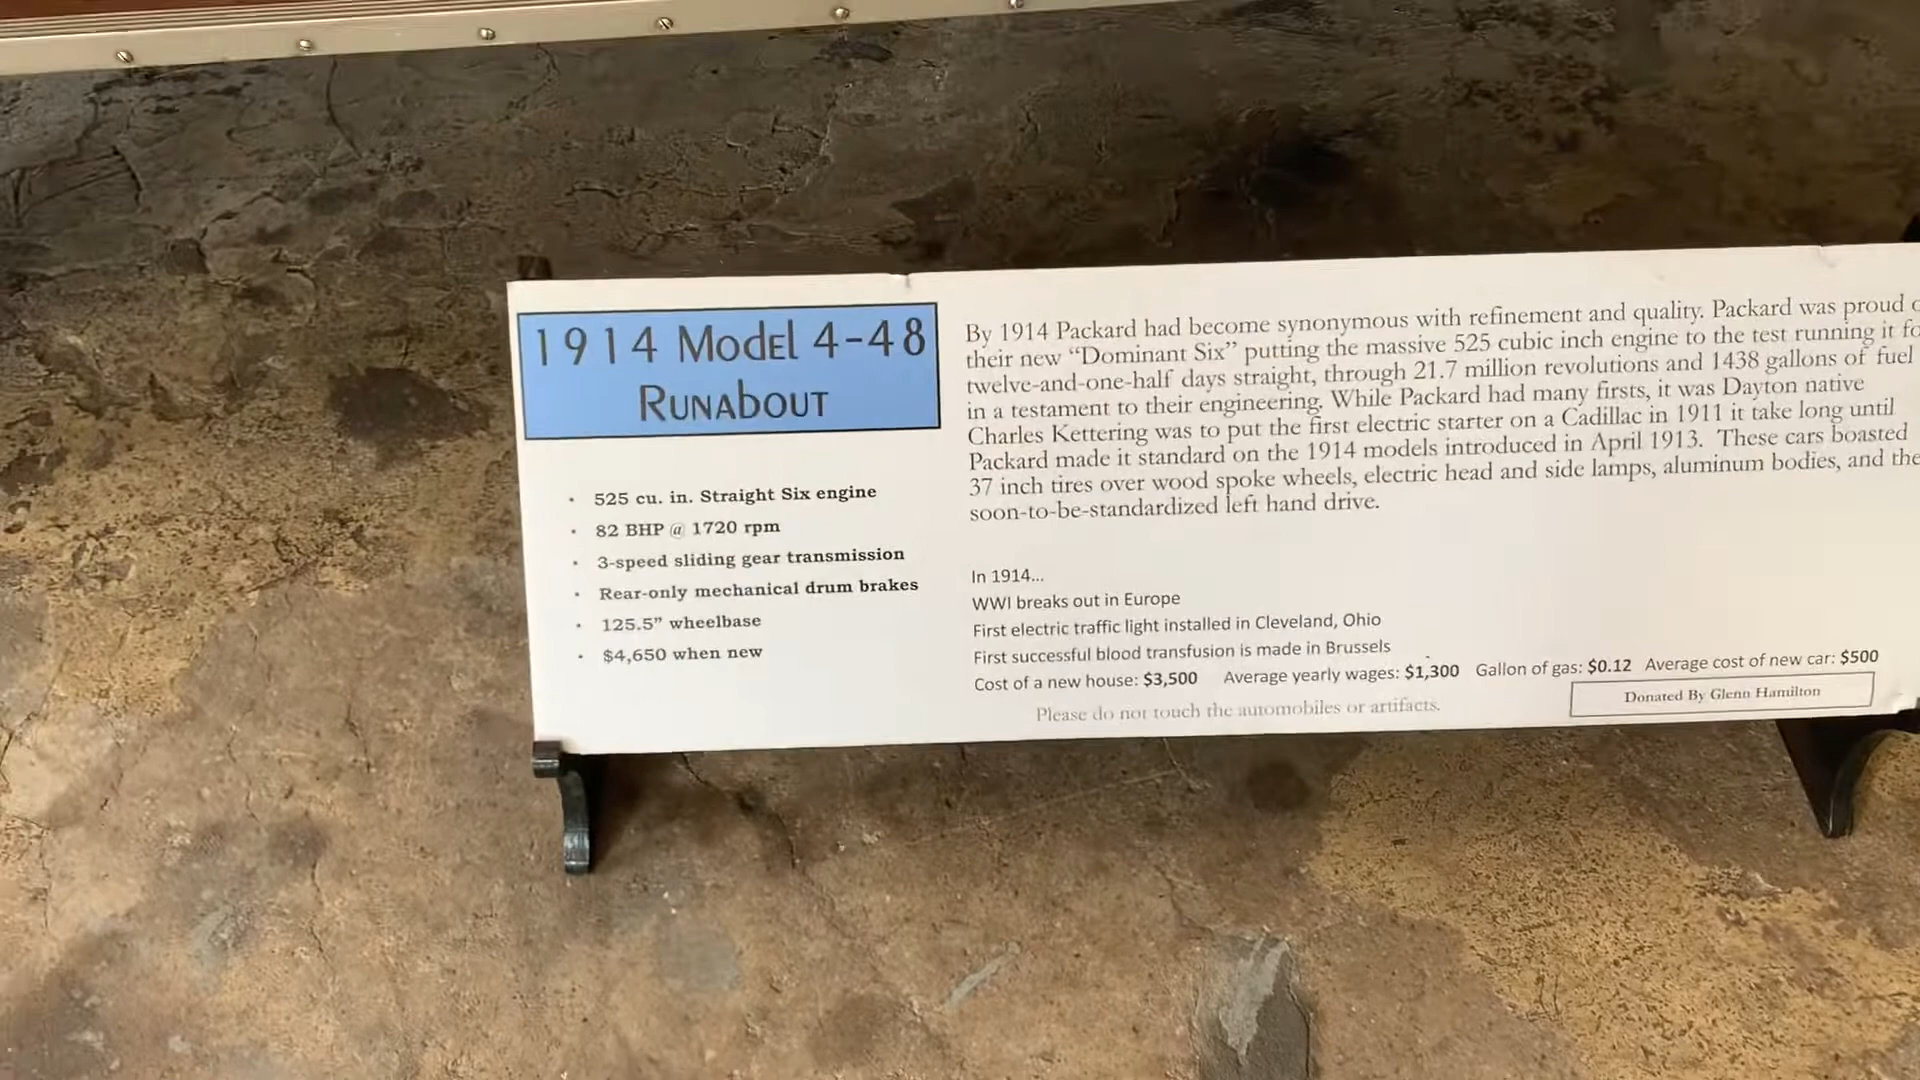 1914 Model 4-48
Runabout
• 525 cu. in. Straight Six engine
• 82 BHP @ 1720 rpm
• 3-speed sliding gear transmission
• Rear-only mechanical drum brakes
• 125.5” wheelbase
• $4,650 when new
By 1914 Packard had become synonymous with refinement and quality. Packard was proud
their new “Dominant Six” putting the massive 525 cubic inch engine to the test running it
twelve-and-one-half days straight, through 21.7 million revolutions and 1438 gallons of fuel
in a testament to their engineering. While Packard had many firsts, it was Dayton native
Charles Kettering was to put the first electric starter on a Cadillac in 1911 it take long until
Packard made it standard on the 1914 models introduced in April 1913. These cars boasted
37 inch tires over wood spoke wheels, electric head and side lamps, aluminum bodies, and the
soon-to-be-standardized left hand drive.
In 1914...
WWI breaks out in Europe
First electric traffic light installed in Cleveland, Ohio
First successful blood transfusion is made in Brussels
Cost of a new house: $3,500 Average yearly wages: $1,300 Gallon of gas: $0.12 Average cost of new car: $500
Please do not touch the automobiles or artifacts.
Donated By Glenn Hamilton